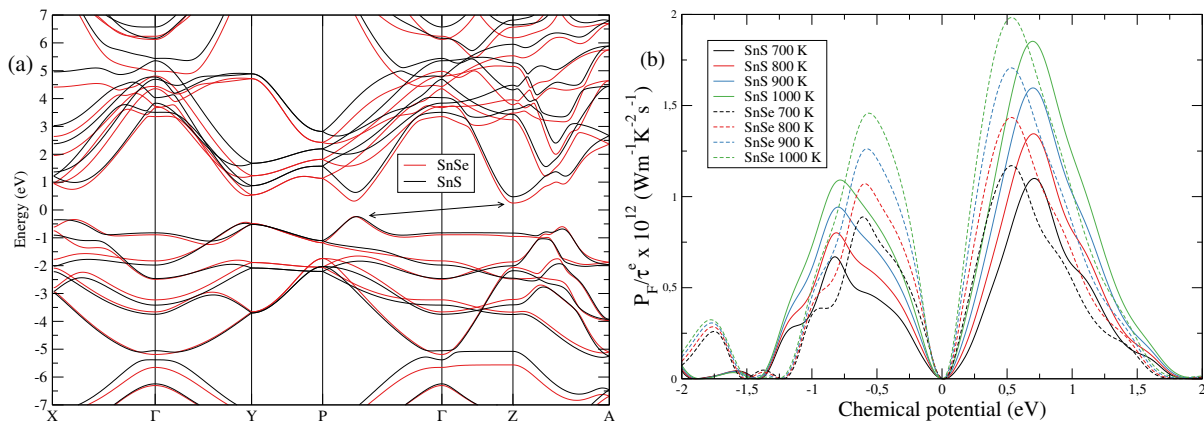 (a)
Energy (eV)
7
6
5
4
3
2
1
0
-1
-2
-3
-4
-5
-6
-7
X Γ Y P Γ Z A
SnSe
SnS
(b)
P_F/τ^e x 10^12 (Wm^-1K^-2s^-1)
2
1,5
1
0,5
0
SnS 700 K
SnS 800 K
SnS 900 K
SnS 1000 K
SnSe 700 K
SnSe 800 K
SnSe 900 K
SnSe 1000 K
-2 -1,5 -1 -0,5 0 0,5 1 1,5 2
Chemical potential (eV)